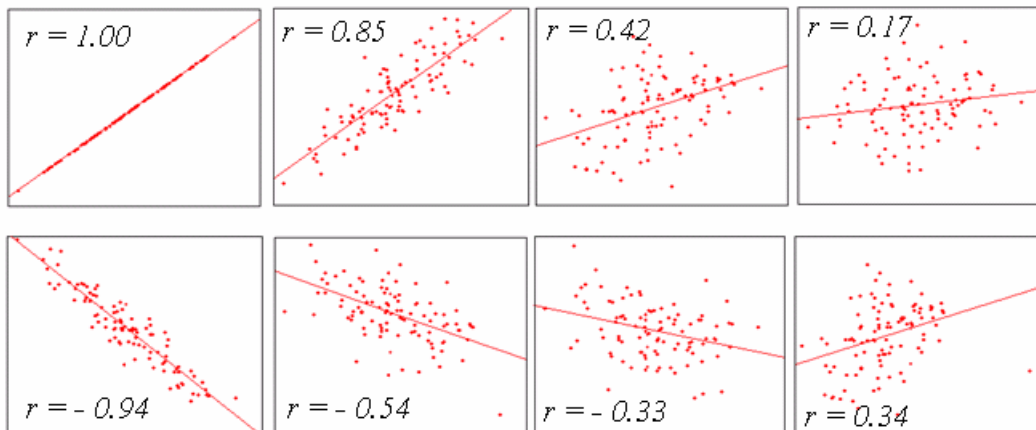 r = 1.00
r = 0.85
r = 0.42
r = 0.17
r = - 0.94
r = - 0.54
r = - 0.33
r = 0.34